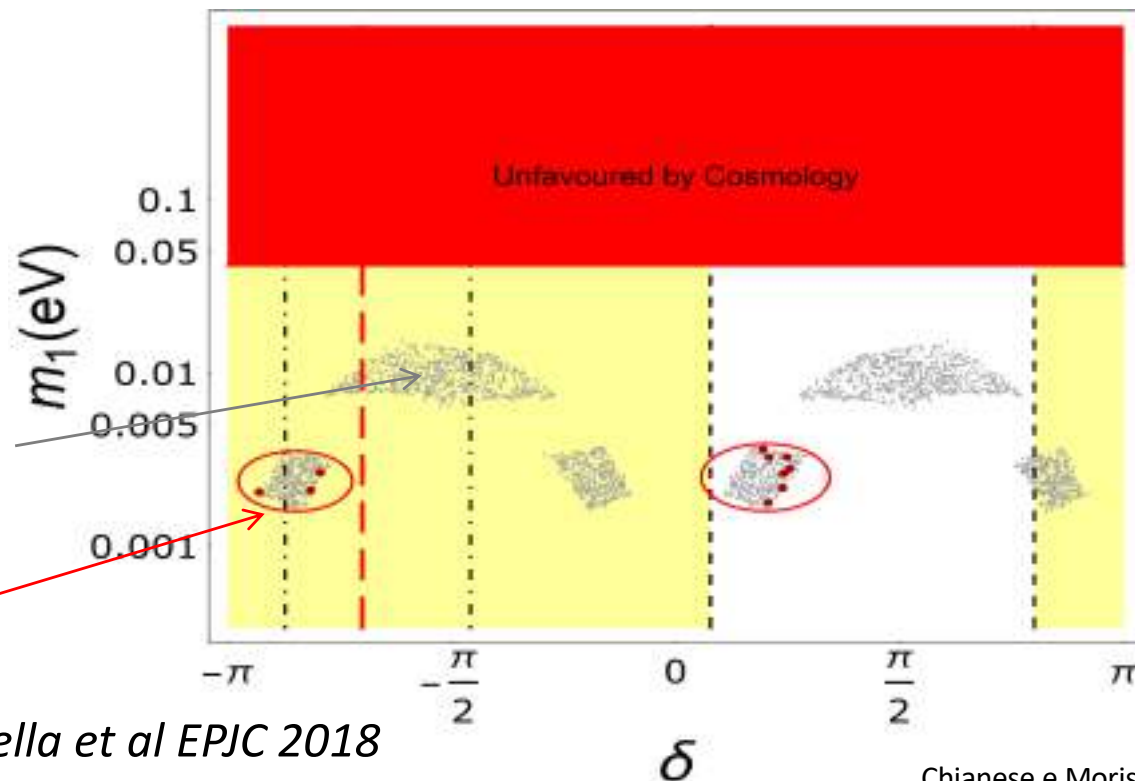 Unfavoured by Cosmology
0.1
0.05
0.01
0.005
0.001
m₁(eV)
-π
-π/2
0
π/2
π
δ
ella et al EPJC 2018
Chianese e Moris